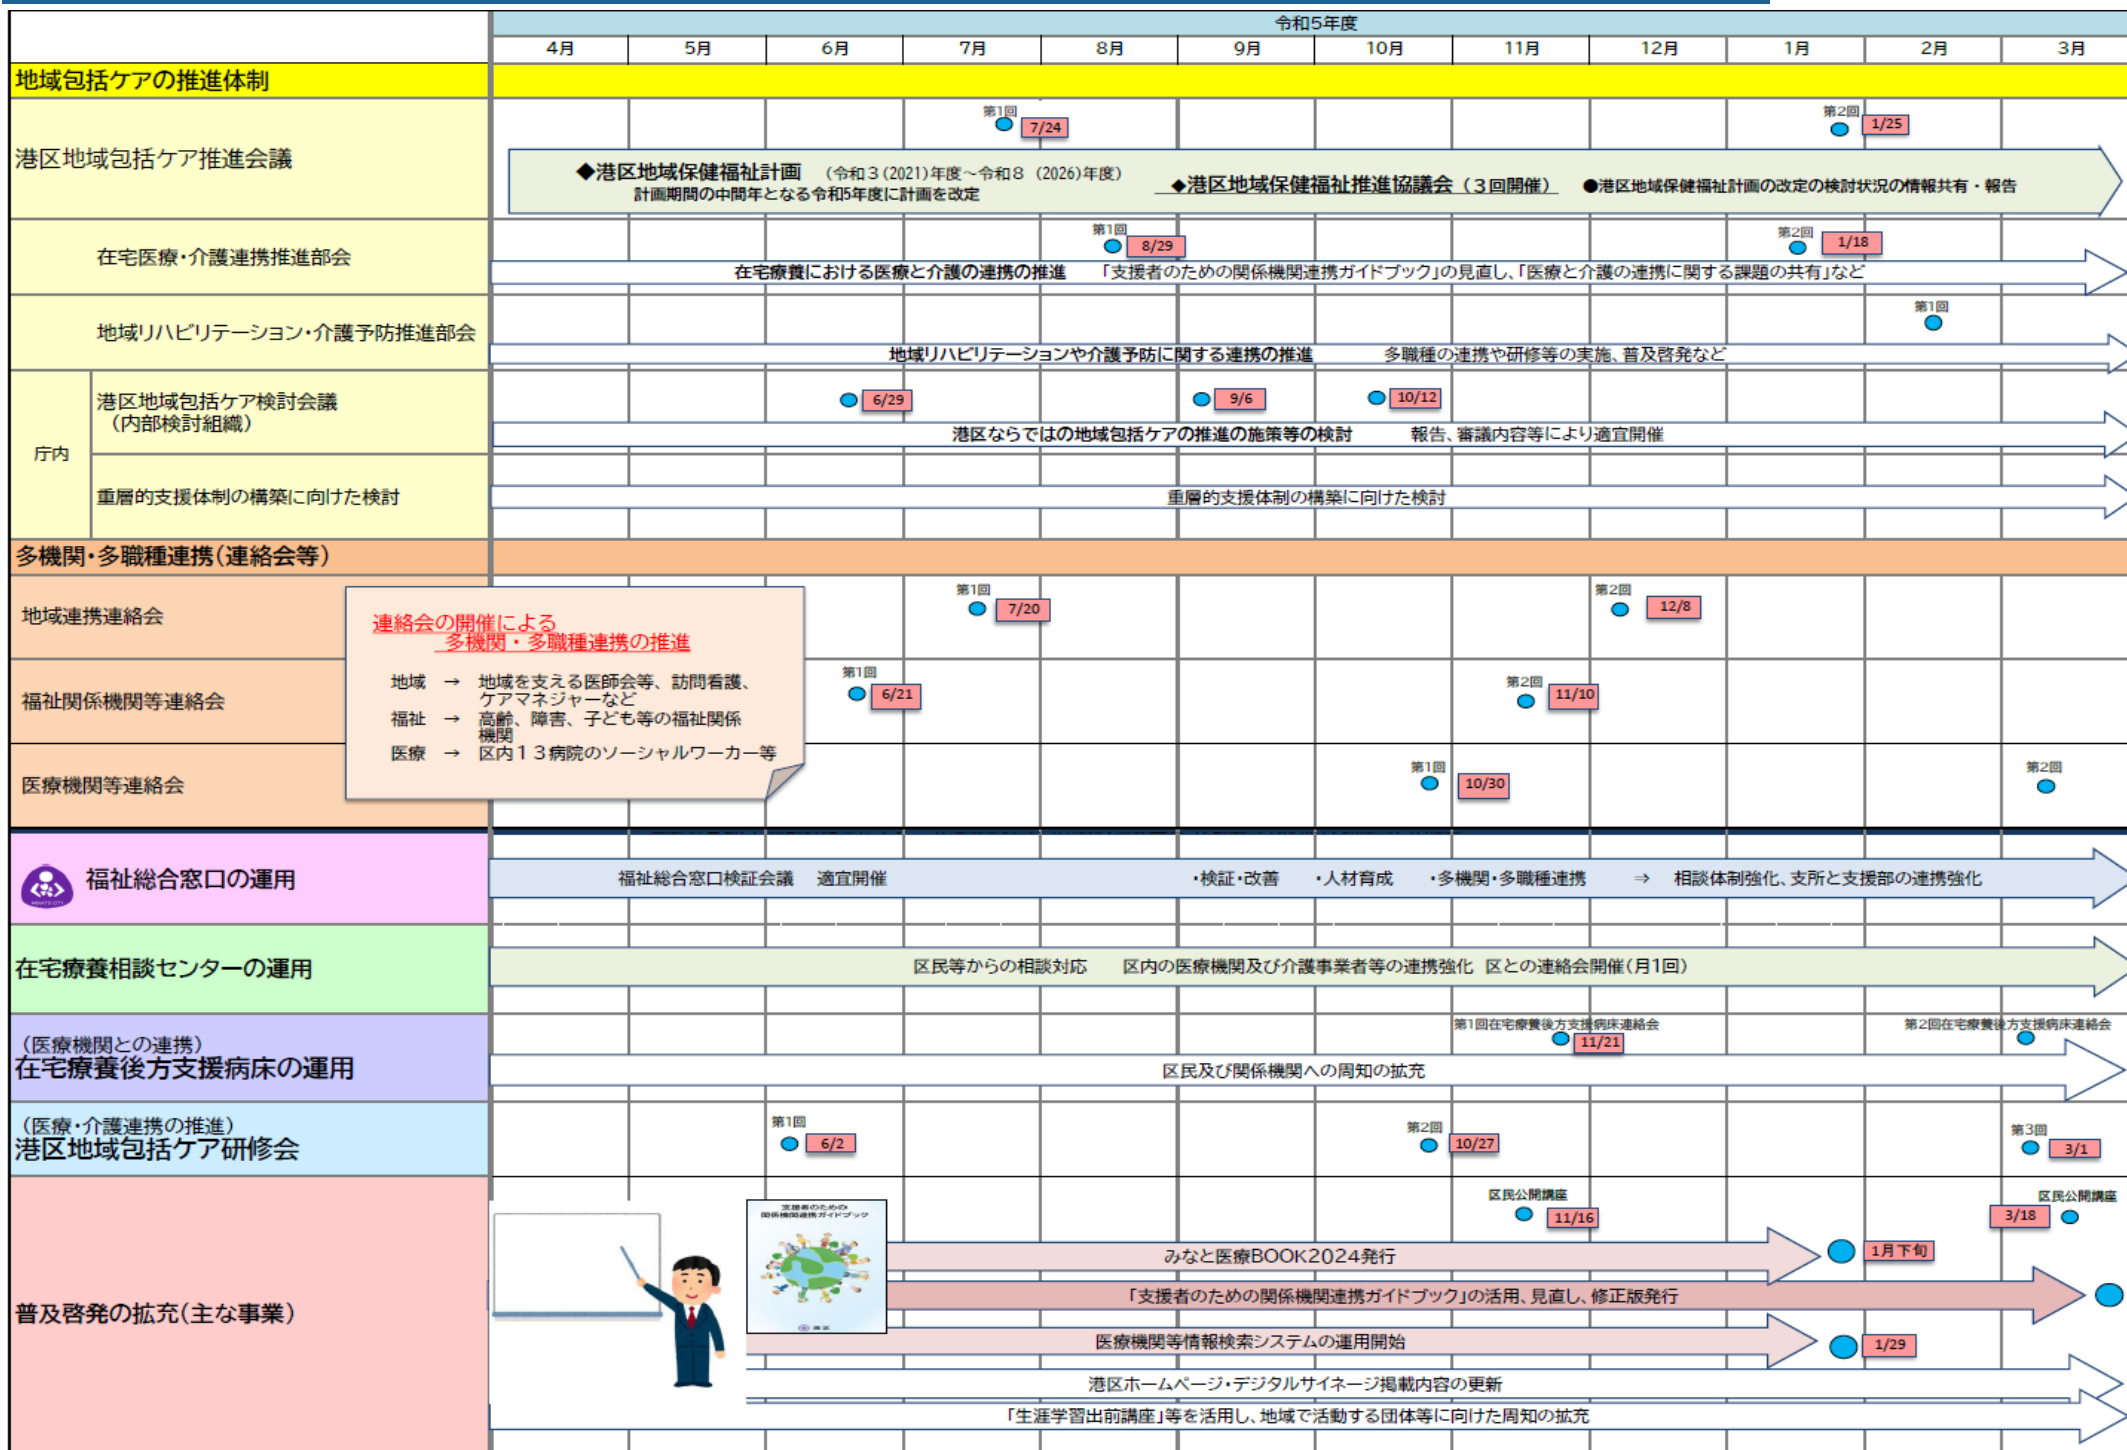 令和5年度
4月 5月 6月 7月 8月 9月 10月 11月 12月 1月 2月 3月
地域包括ケアの推進体制
港区地域包括ケア推進会議
第1回
7/24
第2回
1/25
◆港区地域保健福祉計画 (令和3(2021)年度～令和8 (2026)年度)
計画期間の中間年となる令和5年度に計画を改定
◆港区地域保健福祉推進協議会(3回開催)
●港区地域保健福祉計画の改定の検討状況の情報共有・報告
在宅医療・介護連携推進部会
第1回
8/29
第2回
1/18
在宅療養における医療と介護の連携の推進 「支援者のための関係機関連携ガイドブック」の見直し、「医療と介護の連携に関する課題の共有」など
地域リハビリテーション・介護予防推進部会
第1回
地域リハビリテーションや介護予防に関する連携の推進 多職種の連携や研修等の実施、普及啓発など
庁内
港区地域包括ケア検討会議
(内部検討組織)
6/29
9/6
10/12
港区ならではの地域包括ケアの推進の施策等の検討 報告、審議内容等により適宜開催
重層的支援体制の構築に向けた検討
重層的支援体制の構築に向けた検討
多機関・多職種連携(連絡会等)
地域連携連絡会
第1回
7/20
第2回
12/8
連絡会の開催による
多機関・多職種連携の推進
地域 → 地域を支える医師会等、訪問看護、
ケアマネジャーなど
福祉 → 高齢、障害、子ども等の福祉関係
機関
医療 → 区内13病院のソーシャルワーカー等
福祉関係機関等連絡会
第1回
6/21
第2回
11/10
医療機関等連絡会
第1回
10/30
第2回
福祉総合窓口の運用
福祉総合窓口検証会議 適宜開催 ・検証・改善 ・人材育成 ・多機関・多職種連携 ⇒ 相談体制強化、支所と支援部の連携強化
在宅療養相談センターの運用
区民等からの相談対応 区内の医療機関及び介護事業者等の連携強化 区との連絡会開催(月1回)
(医療機関との連携)
在宅療養後方支援病床の運用
第1回在宅療養後方支援病床連絡会
11/21
第2回在宅療養後方支援病床連絡会
区民及び関係機関への周知の拡充
(医療・介護連携の推進)
港区地域包括ケア研修会
第1回
6/2
第2回
10/27
第3回
3/1
普及啓発の拡充(主な事業)
支援者のための
関係機関連携ガイドブック
港区
区民公開講座
11/16
区民公開講座
3/18
みなと医療BOOK2024発行
1月下旬
「支援者のための関係機関連携ガイドブック」の活用、見直し、修正版発行
医療機関等情報検索システムの運用開始
1/29
港区ホームページ・デジタルサイネージ掲載内容の更新
「生涯学習出前講座」等を活用し、地域で活動する団体等に向けた周知の拡充